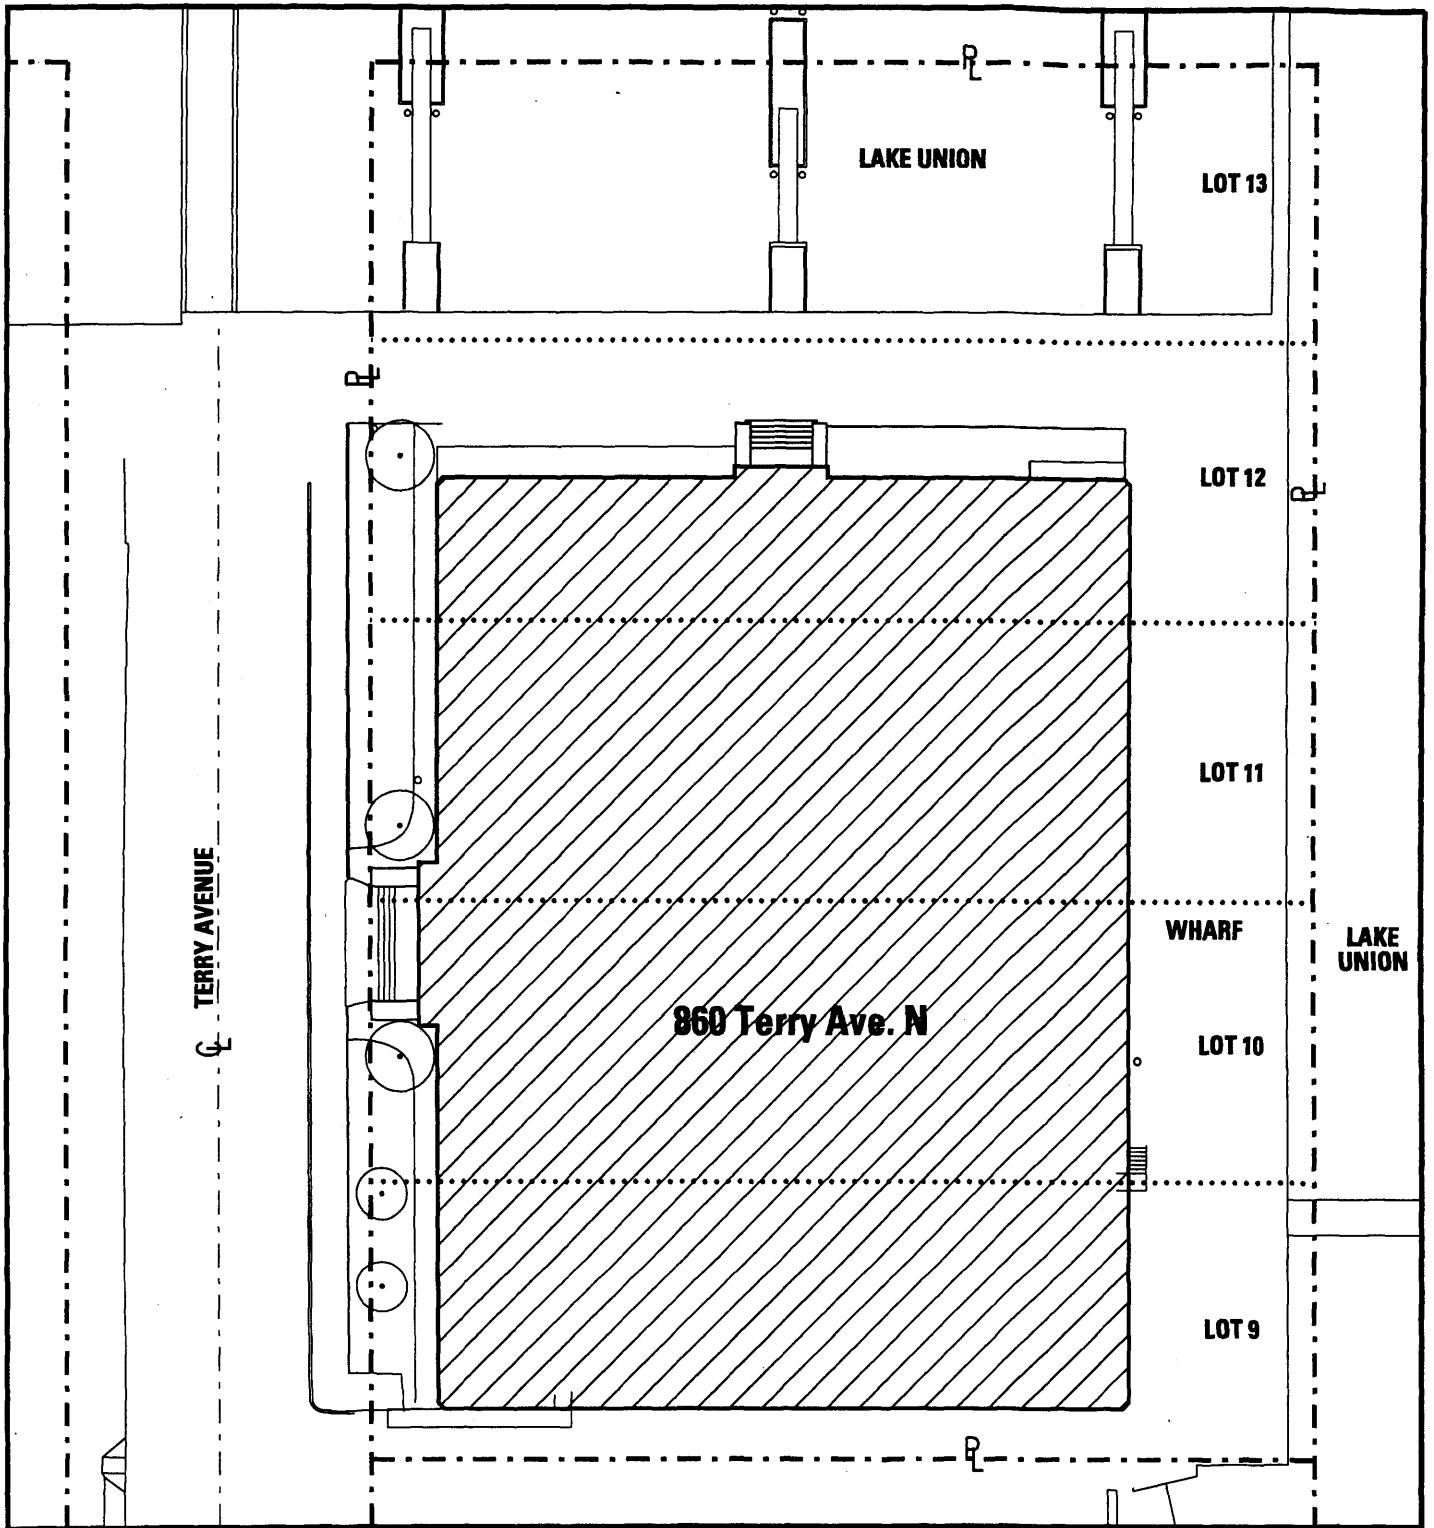 PL
LAKE UNION
LOT 13
PL
LOT 12
PL
LOT 11
TERRY AVENUE
WHARF
LAKE
UNION
860 Terry Ave. N
LOT 10
CL
LOT 9
PL